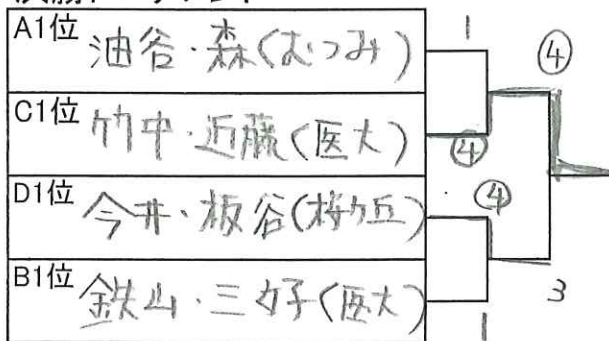 A1位 油谷・森(むつみ) 1
④
C1位 竹中・近藤(医大) ④
D1位 今井・板谷(桜ヶ丘) ④
B1位 鉄山・三好(医大) 3
1